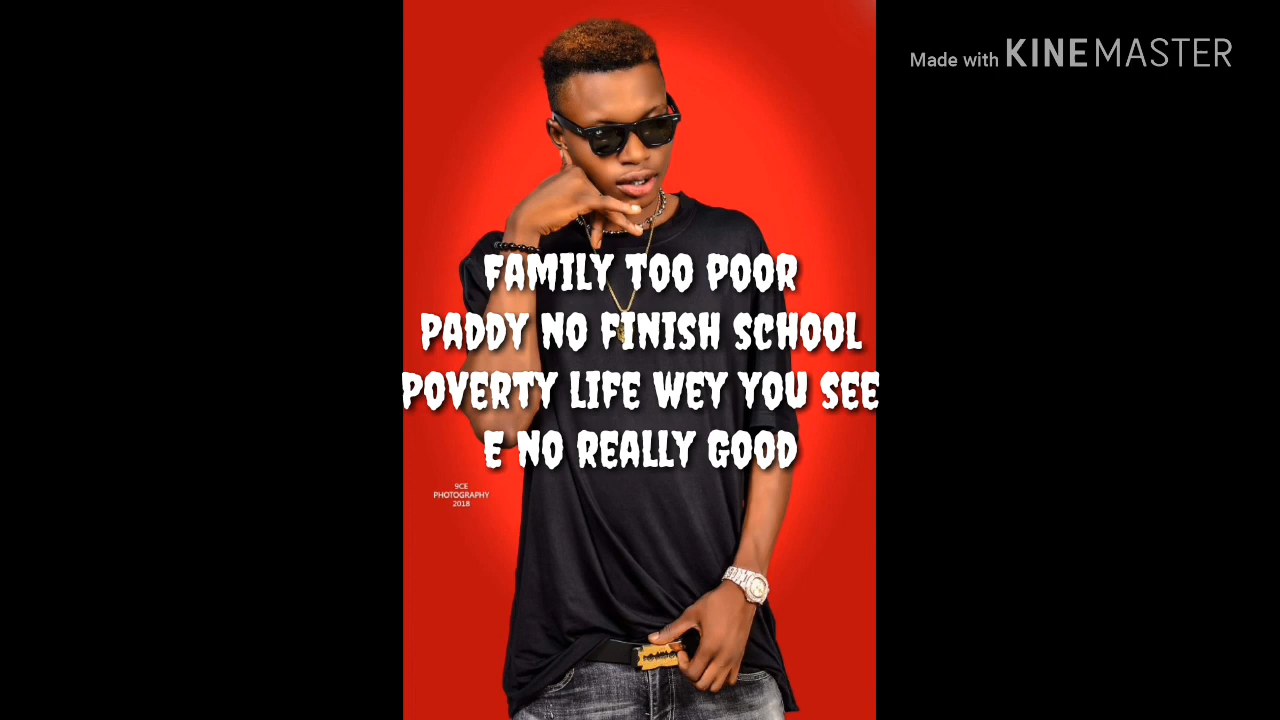 Made with KINEMASTER
FAMILY TOO POOR
PADDY NO FINISH SCHOOL
POVERTY LIFE WEY YOU SEE
E NO REALLY GOOD
9CE
PHOTOGRAPHY
2018